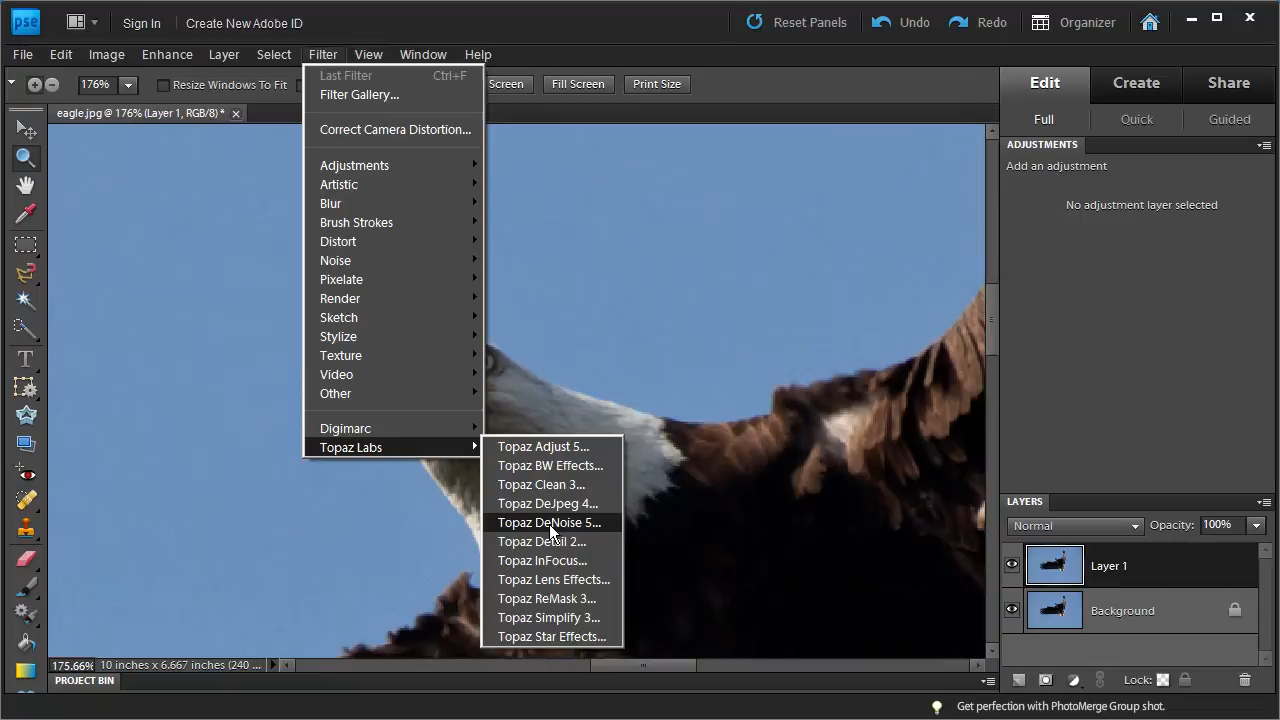 pse Sign In Create New Adobe ID Reset Panels Undo Redo Organizer
File Edit Image Enhance Layer Select Filter View Window Help
176% Resize Windows To Fit Screen Fill Screen Print Size
eagle.jpg @ 176% (Layer 1, RGB/8) *
Last Filter Ctrl+F
Filter Gallery...
Correct Camera Distortion...
Adjustments
Artistic
Blur
Brush Strokes
Distort
Noise
Pixelate
Render
Sketch
Stylize
Texture
Video
Other
Digimarc
Topaz Labs
Topaz Adjust 5...
Topaz BW Effects...
Topaz Clean 3...
Topaz DeJpeg 4...
Topaz DeNoise 5...
Topaz Detail 2...
Topaz InFocus...
Topaz Lens Effects...
Topaz ReMask 3...
Topaz Simplify 3...
Topaz Star Effects...
Edit Create Share
Full Quick Guided
ADJUSTMENTS
Add an adjustment
No adjustment layer selected
LAYERS
Normal Opacity: 100%
Layer 1
Background
Lock:
175.66% 10 inches x 6.667 inches (240 ...
PROJECT BIN
Get perfection with PhotoMerge Group shot.